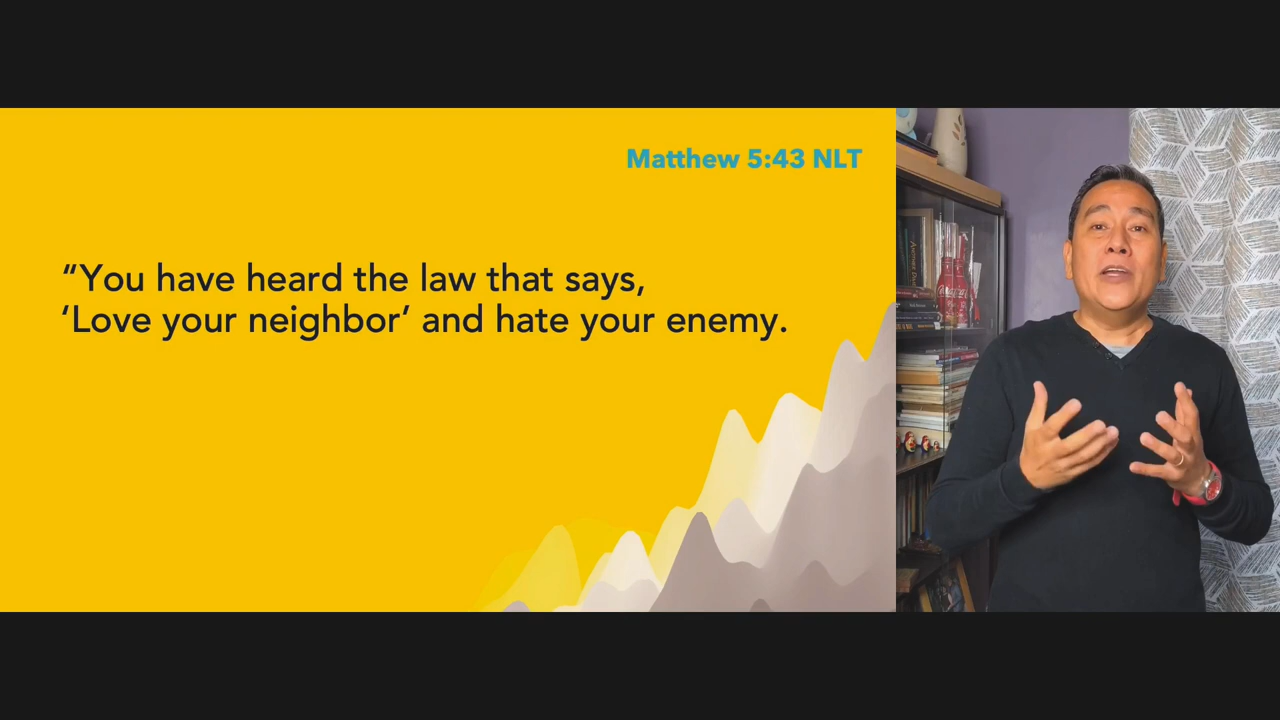 Matthew 5:43 NLT
“You have heard the law that says,
‘Love your neighbor’ and hate your enemy.